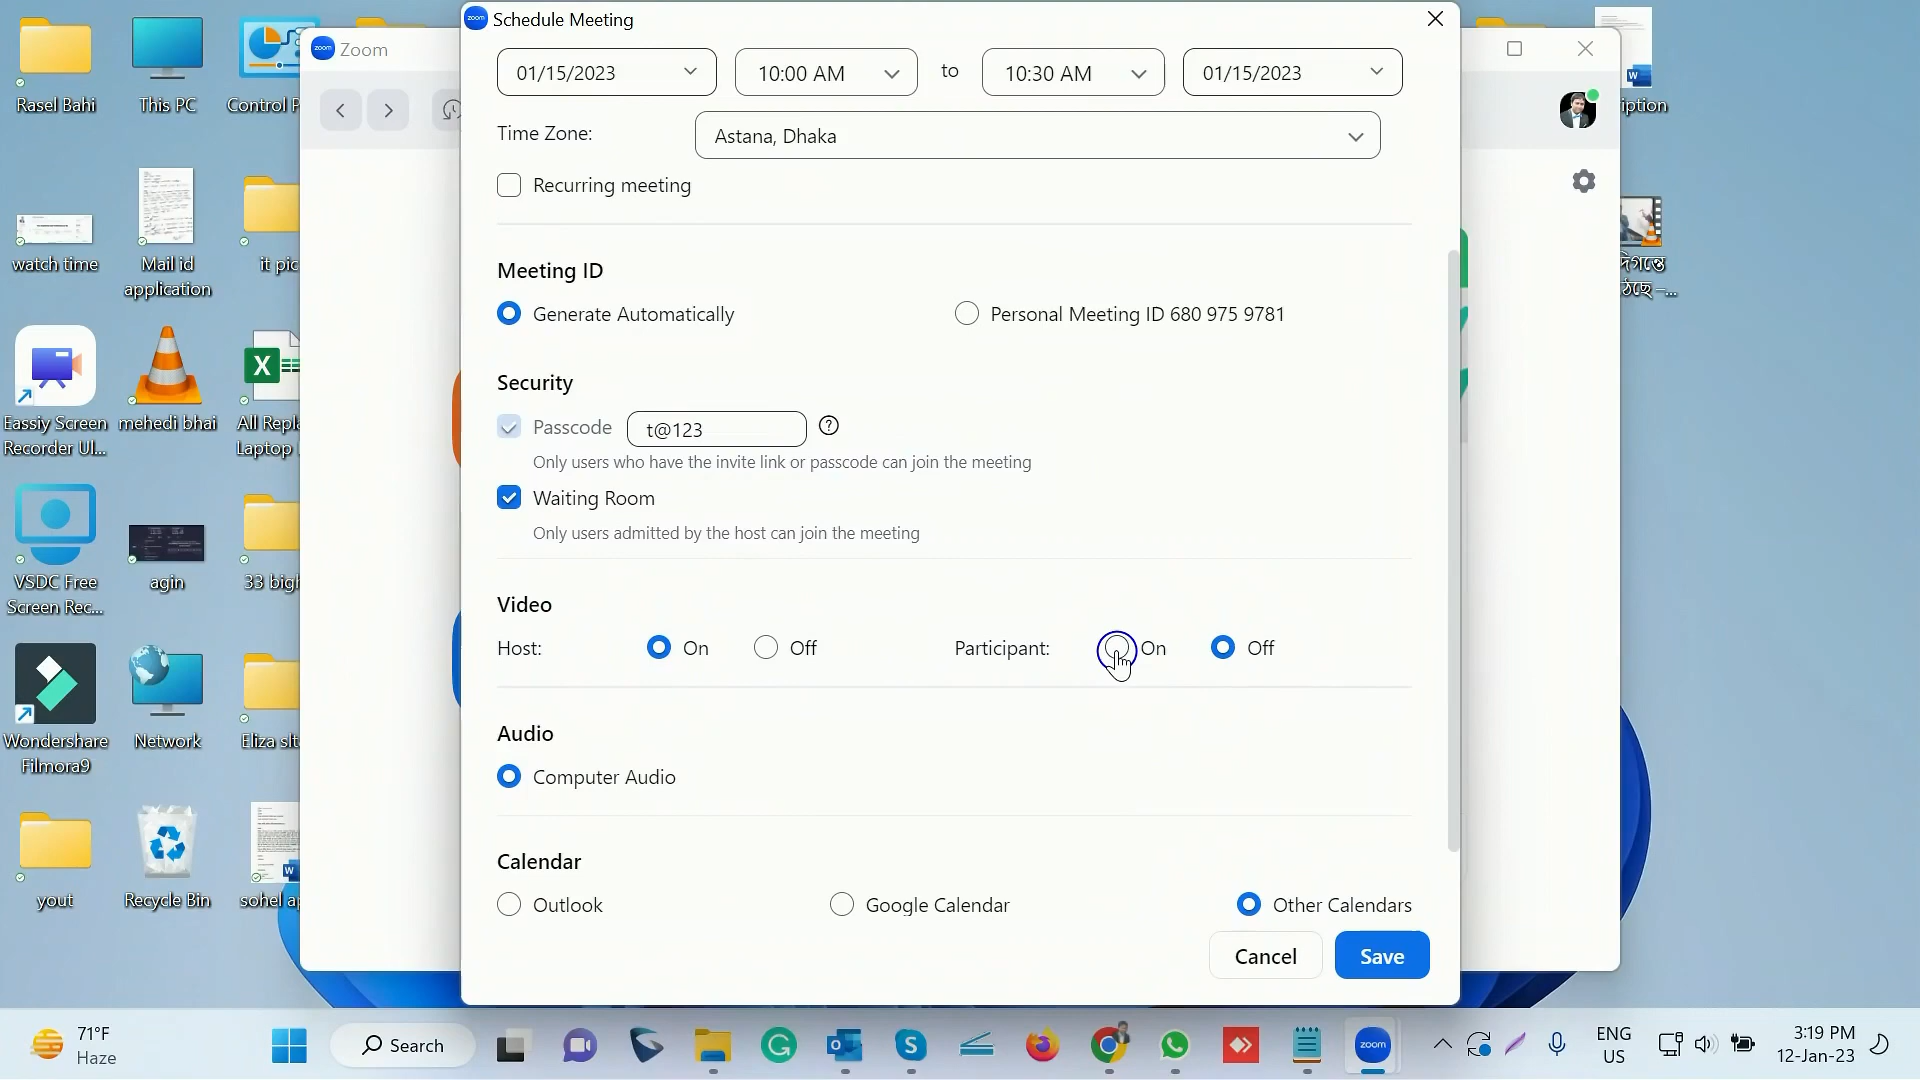 zoom Schedule Meeting
zoom Zoom
01/15/2023
10:00 AM
to
10:30 AM
01/15/2023
Time Zone:
Astana, Dhaka
Recurring meeting
Meeting ID
Generate Automatically
Personal Meeting ID 680 975 9781
Security
Passcode
t@123
Only users who have the invite link or passcode can join the meeting
Waiting Room
Only users admitted by the host can join the meeting
Video
Host:
On
Off
Participant:
On
Off
Audio
Computer Audio
Calendar
Outlook
Google Calendar
Other Calendars
Cancel
Save
Rasel Bahi
This PC
Control P
watch time
Mail id
application
it pic
Eassiy Screen
Recorder Ul...
mehedi bhai
All Repla
Laptop
VSDC Free
Screen Rec...
agin
33 bigh
Wondershare
Filmora9
Network
Eliza slt
yout
Recycle Bin
sohel a
iption
71°F
Haze
Search
zoom
ENG
US
3:19 PM
12-Jan-23